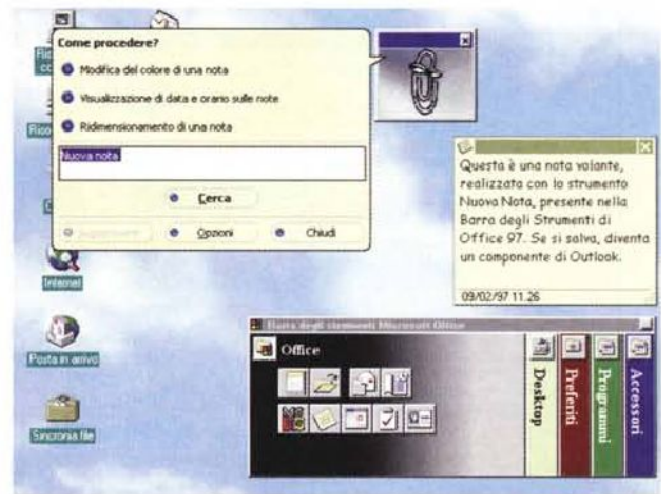 Come procedere?
Modifica del colore di una nota
Visualizzazione di data e orario sulle note
Ridimensionamento di una nota
Nuova nota
Cerca
Opzioni
Chiudi
Internet
Posta in arrivo
Sincronia file
Questa è una nota volante,
realizzata con lo strumento
Nuova Nota, presente nella
Barra degli Strumenti di
Office 97. Se si salva, diventa
un componente di Outlook.
09/02/97 11.26
Barra degli strumenti Microsoft Office
Office
Desktop
Preferiti
Programmi
Accessori